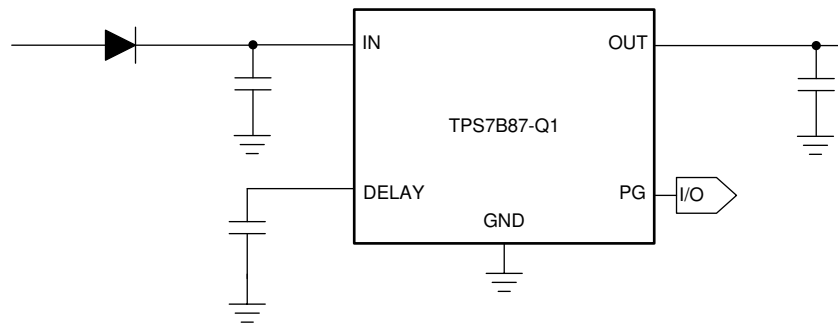 IN
OUT
TPS7B87-Q1
DELAY
PG
I/O
GND